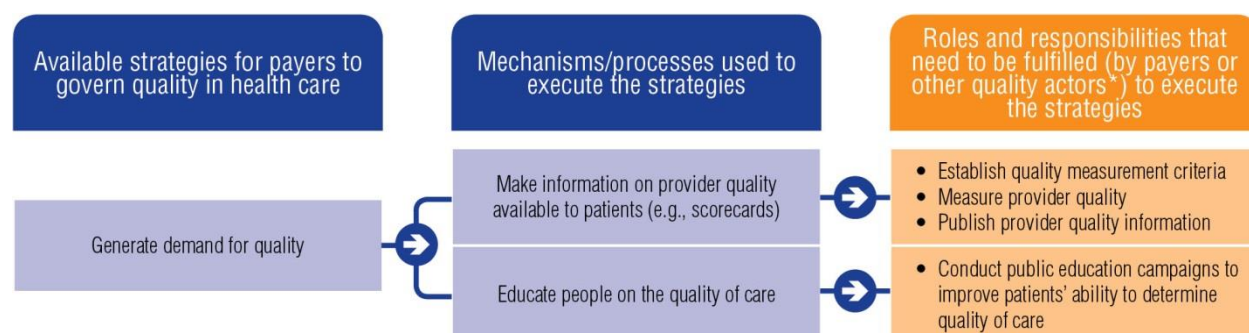 Available strategies for payers to
govern quality in health care
Mechanisms/processes used to
execute the strategies
Roles and responsibilities that
need to be fulfilled (by payers or
other quality actors*) to execute
the strategies
Generate demand for quality
Make information on provider quality
available to patients (e.g., scorecards)
• Establish quality measurement criteria
• Measure provider quality
• Publish provider quality information
Educate people on the quality of care
• Conduct public education campaigns to
improve patients’ ability to determine
quality of care